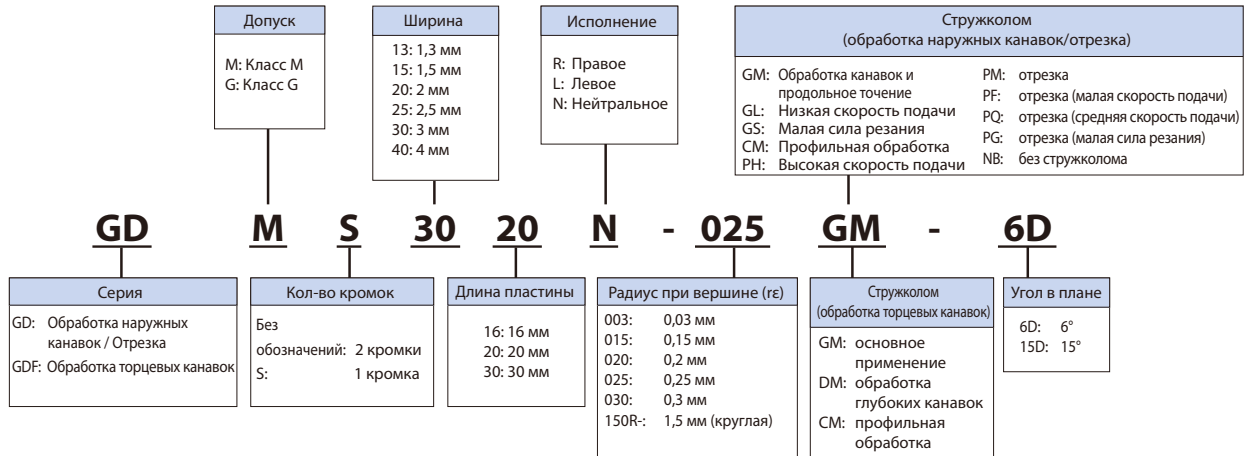 Допуск
M: Класс M
G: Класс G
Ширина
13: 1,3 мм
15: 1,5 мм
20: 2 мм
25: 2,5 мм
30: 3 мм
40: 4 мм
Исполнение
R: Правое
L: Левое
N: Нейтральное
Стружколом
(обработка наружных канавок/отрезка)
GM: Обработка канавок и
продольное точение
GL: Низкая скорость подачи
GS: Малая сила резания
CM: Профильная обработка
PH: Высокая скорость подачи
PM: отрезка
PF: отрезка (малая скорость подачи)
PQ: отрезка (средняя скорость подачи)
PG: отрезка (малая сила резания)
NB: без стружколома
GD M S 30 20 N - 025 GM - 6D
Серия
GD: Обработка наружных
канавок / Отрезка
GDF: Обработка торцевых канавок
Кол-во кромок
Без
обозначений: 2 кромки
S: 1 кромка
Длина пластины
16: 16 мм
20: 20 мм
30: 30 мм
Радиус при вершине (rε)
003: 0,03 мм
015: 0,15 мм
020: 0,2 мм
025: 0,25 мм
030: 0,3 мм
150R-: 1,5 мм (круглая)
Стружколом
(обработка торцевых канавок)
GM: основное
применение
DM: обработка
глубоких канавок
CM: профильная
обработка
Угол в плане
6D: 6°
15D: 15°